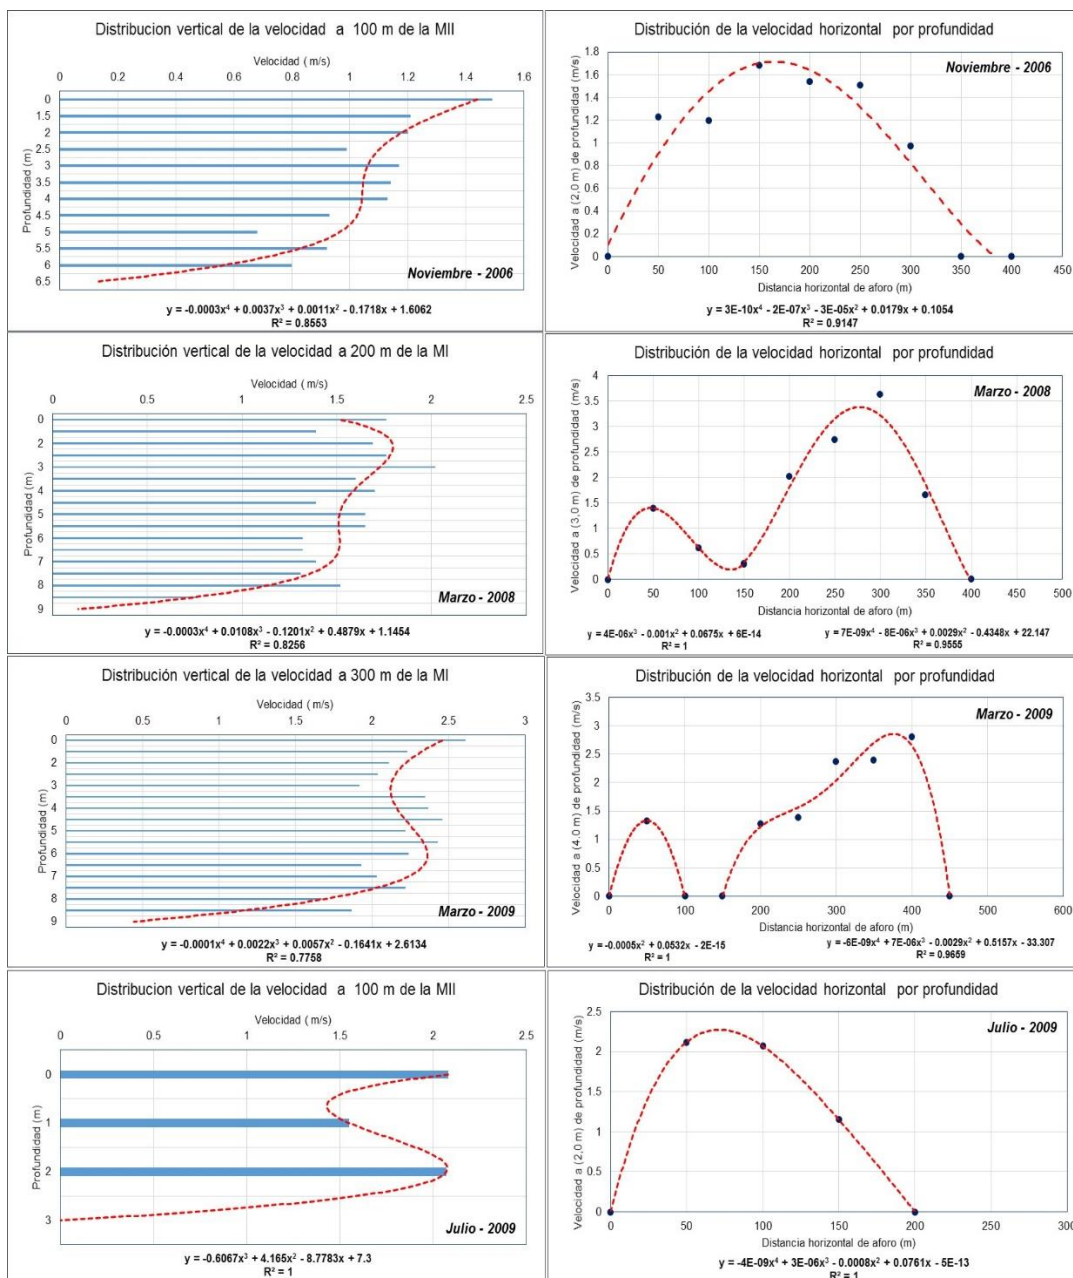 Distribucion vertical de la velocidad a 100 m de la MII
Velocidad ( m/s)
0 0.2 0.4 0.6 0.8 1 1.2 1.4 1.6
Profundidad (m)
0
1.5
2
2.5
3
3.5
4
4.5
5
5.5
6
6.5
Noviembre - 2006
y = -0.0003x⁴ + 0.0037x³ + 0.0011x² - 0.1718x + 1.6062
R² = 0.8553
Distribución de la velocidad horizontal por profundidad
Velocidad a (2,0 m) de profundidad (m/s)
1.8
1.6
1.4
1.2
1
0.8
0.6
0.4
0.2
0
Noviembre - 2006
0 50 100 150 200 250 300 350 400 450
Distancia horizontal de aforo (m)
y = 3E-10x⁴ - 2E-07x³ - 3E-05x² + 0.0179x + 0.1054
R² = 0.9147
Distribución vertical de la velocidad a 200 m de la MI
Velocidad ( m/s)
0 0.5 1 1.5 2 2.5
Profundidad (m)
0
2
3
4
5
6
7
8
9
Marzo - 2008
y = -0.0003x⁴ + 0.0108x³ - 0.1201x² + 0.4879x + 1.1454
R² = 0.8256
Distribución de la velocidad horizontal por profundidad
Velocidad a (3,0 m) de profundidad (m/s)
4
3.5
3
2.5
2
1.5
1
0.5
0
Marzo - 2008
0 50 100 150 200 250 300 350 400 450 500
Distancia horizontal de aforo (m)
y = 4E-06x³ - 0.001x² + 0.0675x + 6E-14
R² = 1
y = 7E-09x⁴ - 8E-06x³ + 0.0029x² - 0.4348x + 22.147
R² = 0.9555
Distribución vertical de la velocidad a 300 m de la MI
Velocidad ( m/s)
0 0.5 1 1.5 2 2.5 3
Profundidad (m)
0
2
3
4
5
6
7
8
9
Marzo - 2009
y = -0.0001x⁴ + 0.0022x³ + 0.0057x² - 0.1641x + 2.6134
R² = 0.7758
Distribución de la velocidad horizontal por profundidad
Velocidad a (4.0 m) de profundidad (m/s)
3.5
3
2.5
2
1.5
1
0.5
0
Marzo - 2009
0 100 200 300 400 500 600
Distancia horizontal de aforo (m)
y = -0.0005x² + 0.0532x - 2E-15
R² = 1
y = -6E-09x⁴ + 7E-06x³ - 0.0029x² + 0.5157x - 33.307
R² = 0.9659
Distribucion vertical de la velocidad a 100 m de la MII
Velocidad ( m/s)
0 0.5 1 1.5 2 2.5
Profundidad (m)
0
1
2
3
Julio - 2009
y = -0.6067x³ + 4.165x² - 8.7783x + 7.3
R² = 1
Distribución de la velocidad horizontal por profundidad
Velocidad a (2,0 m) de profundidad (m/s)
2.5
2
1.5
1
0.5
0
Julio - 2009
0 50 100 150 200 250 300
Distancia horizontal de aforo (m)
y = -4E-09x⁴ + 3E-06x³ - 0.0008x² + 0.0761x - 5E-13
R² = 1